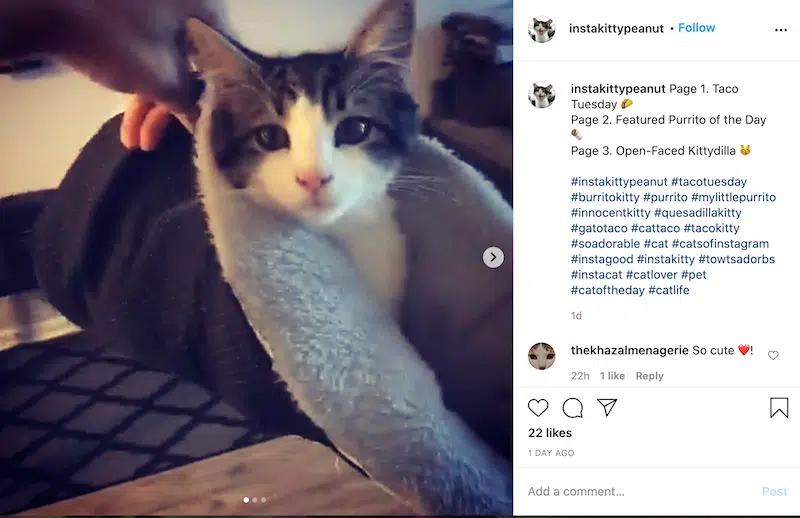 instakittypeanut • Follow
instakittypeanut Page 1. Taco
Tuesday 🌮
Page 2. Featured Purrito of the Day
🌯
Page 3. Open-Faced Kittydilla 😼
#instakittypeanut #tacotuesday
#burritokitty #purrito #mylittlepurrito
#innocentkitty #quesadillakitty
#gatotaco #cattaco #tacokitty
#soadorable #cat #catsofinstagram
#instagood #instakitty #towtsadorbs
#instacat #catlover #pet
#catoftheday #catlife
1d
thekhazalmenagerie So cute ❤️!
22h 1 like Reply
22 likes
1 DAY AGO
Add a comment... Post